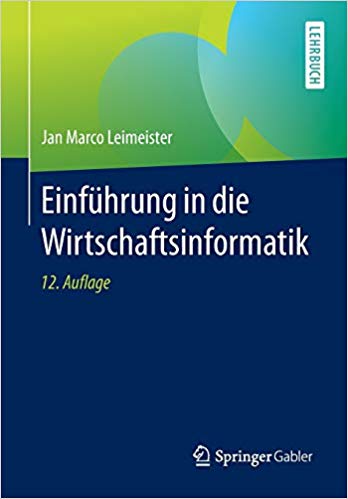 LEHRBUCH
Jan Marco Leimeister
Einführung in die
Wirtschaftsinformatik
12. Auflage
Springer Gabler